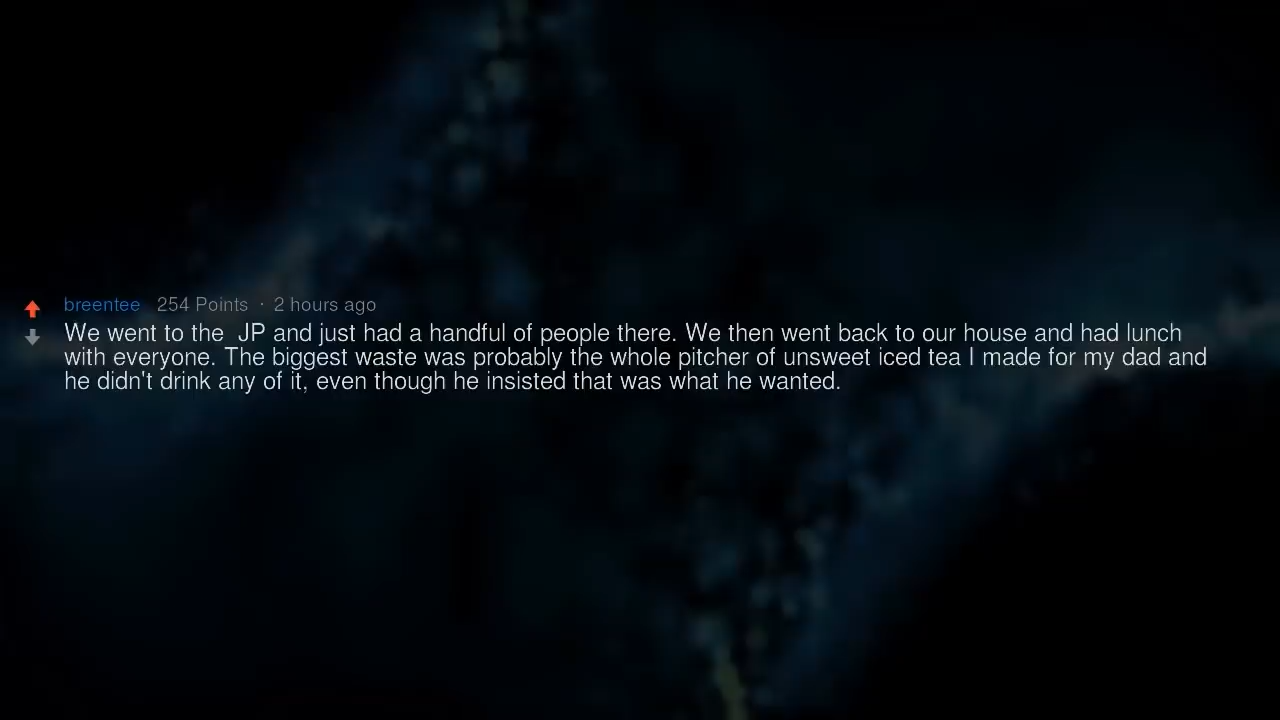 breentee 254 Points · 2 hours ago
We went to the  JP and just had a handful of people there. We then went back to our house and had lunch
with everyone. The biggest waste was probably the whole pitcher of unsweet iced tea I made for my dad and
he didn't drink any of it, even though he insisted that was what he wanted.